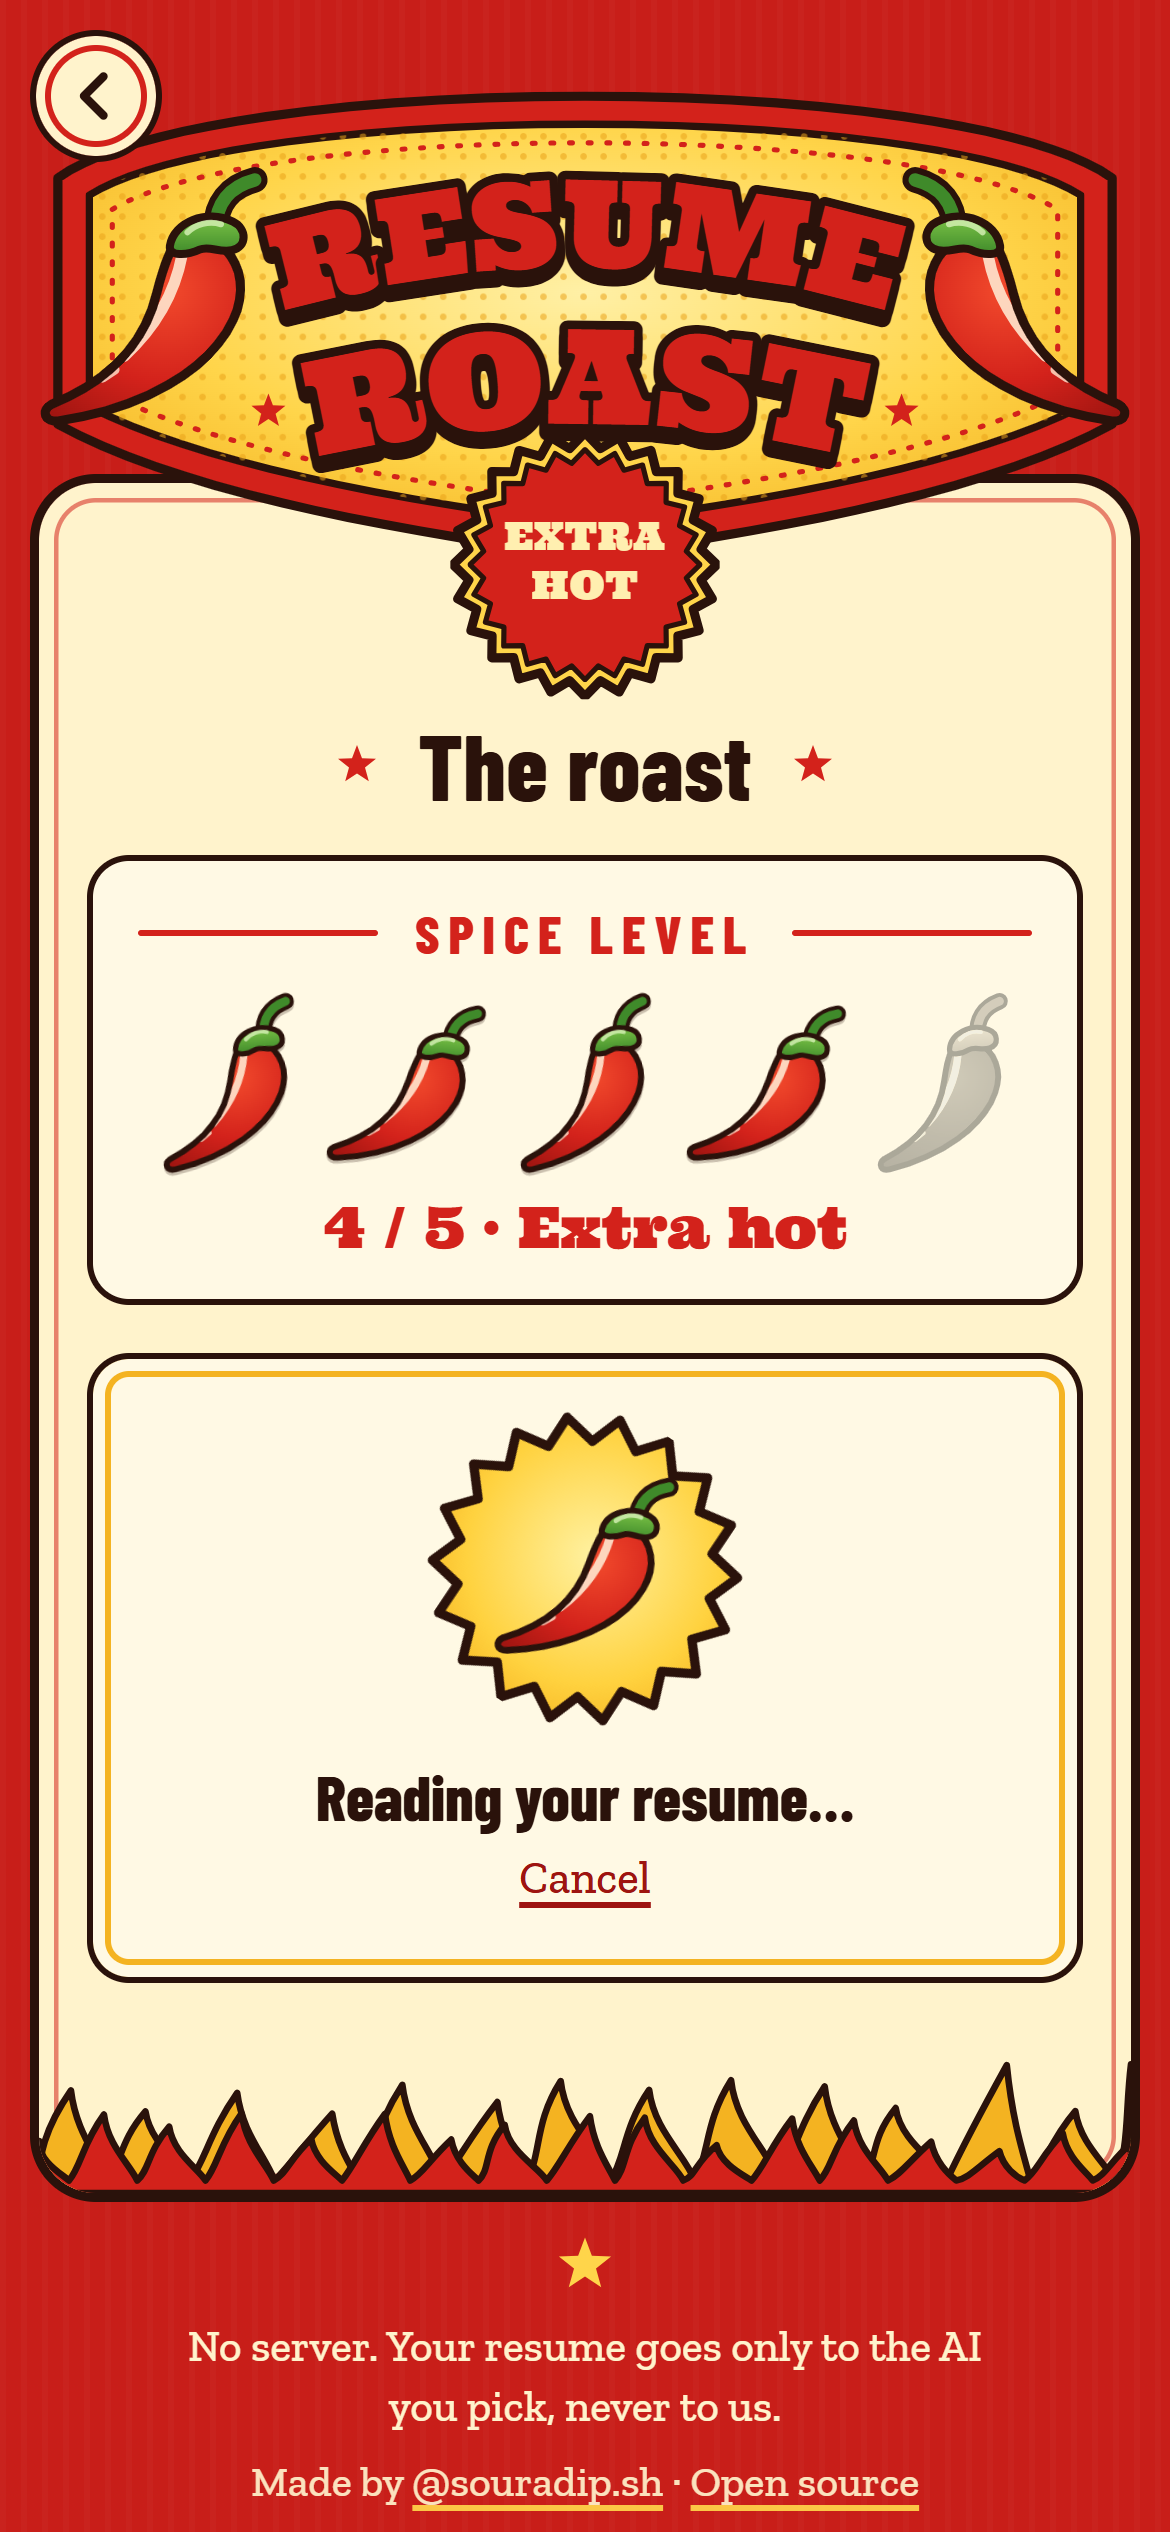 RESUME
ROAST
EXTRA
HOT
The roast
SPICE LEVEL
4 / 5 • Extra hot
Reading your resume...
Cancel
No server. Your resume goes only to the AI
you pick, never to us.
Made by @souradip.sh · Open source